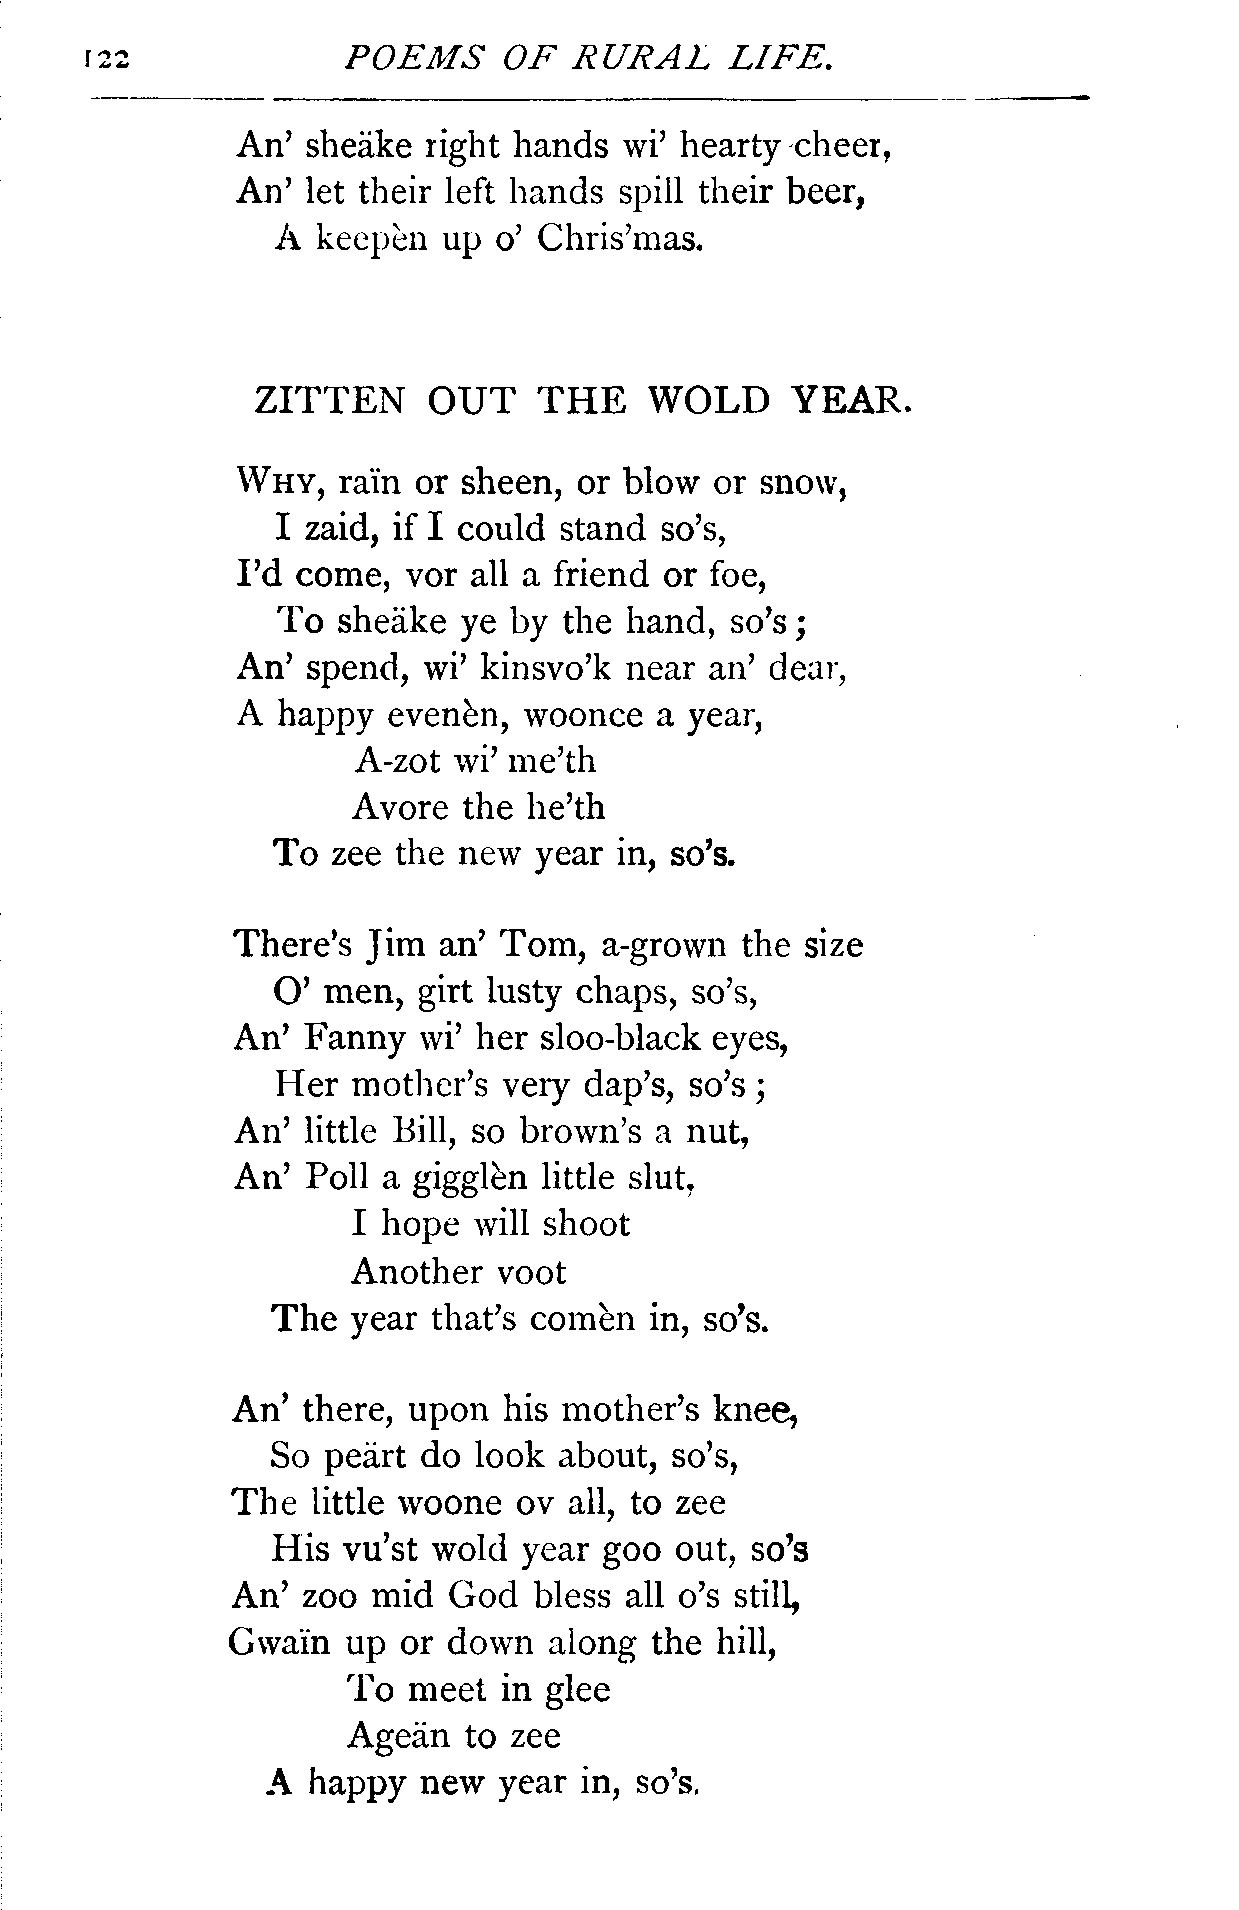 122 POEMS OF RURAL LIFE.
An' sheäke right hands wi' hearty cheer,
An' let their left hands spill their beer,
A keepèn up o' Chris'mas.
ZITTEN OUT THE WOLD YEAR.
WHY, raïn or sheen, or blow or snow,
I zaid, if I could stand so's,
I'd come, vor all a friend or foe,
To sheäke ye by the hand, so's;
An' spend, wi' kinsvo'k near an' dear,
A happy evenèn, woonce a year,
A-zot wi' me'th
Avore the he'th
To zee the new year in, so's.
There's Jim an' Tom, a-grown the size
O' men, girt lusty chaps, so's,
An' Fanny wi' her sloo-black eyes,
Her mother's very dap's, so's;
An' little Bill, so brown's a nut,
An' Poll a gigglèn little slut,
I hope will shoot
Another voot
The year that's comèn in, so's.
An' there, upon his mother's knee,
So peärt do look about, so's,
The little woone ov all, to zee
His vu'st wold year goo out, so's
An' zoo mid God bless all o's still,
Gwaïn up or down along the hill,
To meet in glee
Ageän to zee
A happy new year in, so's.